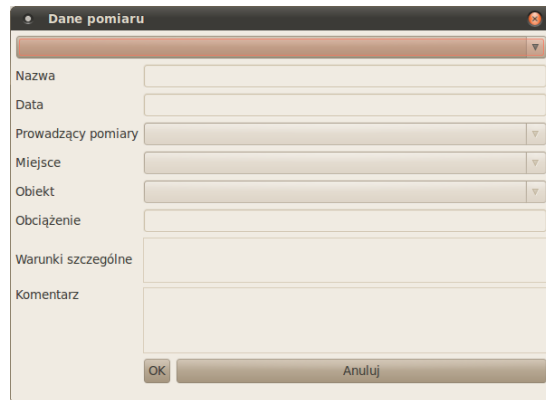 Dane pomiaru
Nazwa
Data
Prowadzący pomiary
Miejsce
Obiekt
Obciążenie
Warunki szczególne
Komentarz
OK Anuluj